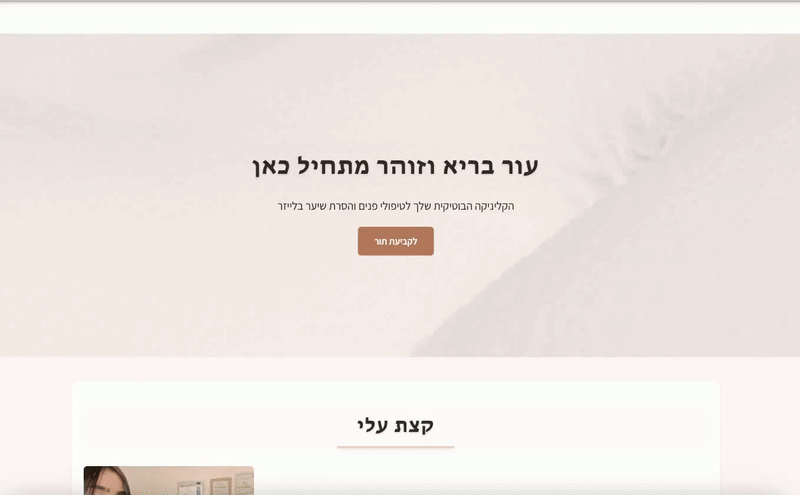 עור בריא וזוהר מתחיל כאן
הקליניקה הבוטיקית שלך לטיפולי פנים והסרת שיער בלייזר
לקביעת תור
קצת עלי